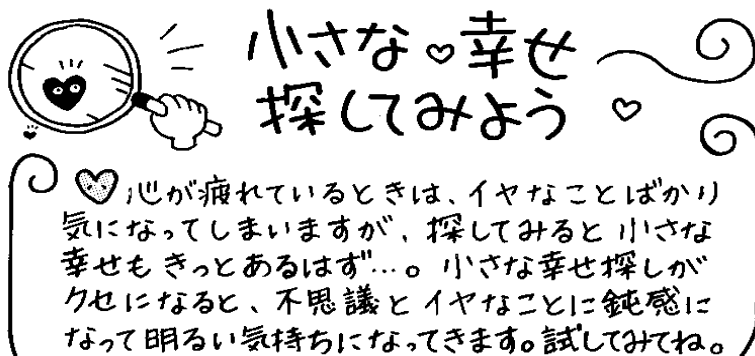 小さな♡幸せ
探してみよう♡
♡心が疲れているときは、イヤなことばかり
気になってしまいますが、探してみると小さな
幸せもきっとあるはず…。小さな幸せ探しが
クセになると、不思議とイヤなことに鈍感に
なって明るい気持ちになってきます。試してみてね。